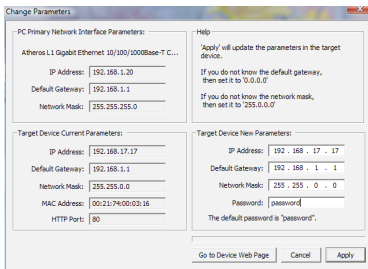 Change Parameters
PC Primary Network Interface Parameters:
Atheros L1 Gigabit Ethernet 10/100/1000Base-T C...
IP Address: 192.168.1.20
Default Gateway: 192.168.1.1
Network Mask: 255.255.255.0
Help
'Apply' will update the parameters in the target
device.
If you do not know the default gateway,
then set it to '0.0.0.0'
If you do not know the network mask,
then set it to '255.0.0.0'
Target Device Current Parameters:
IP Address: 192.168.17.17
Default Gateway: 192.168.1.1
Network Mask: 255.255.0.0
MAC Address: 00:21:74:00:03:16
HTTP Port: 80
Target Device New Parameters:
IP Address: 192 . 168 . 17 . 17
Default Gateway: 192 . 168 . 1 . 1
Network Mask: 255 . 255 . 0 . 0
Password: password
The default password is "password".
Go to Device Web Page
Cancel
Apply